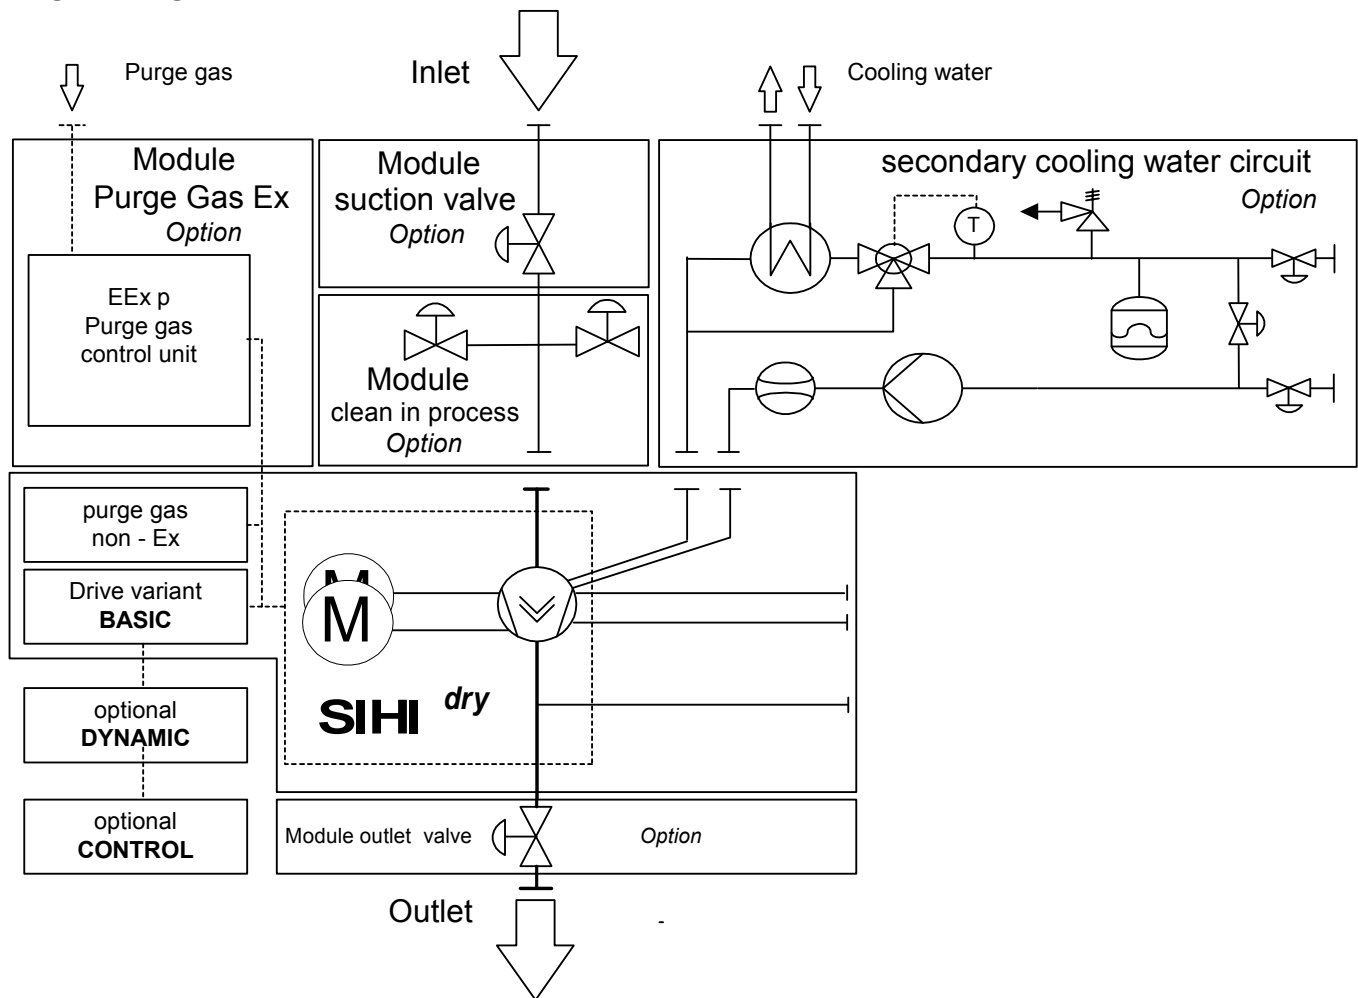 Purge gas
Inlet
Cooling water
Module
Purge Gas Ex
Option
Module
suction valve
Option
secondary cooling water circuit
Option
T
EEx p
Purge gas
control unit
Module
clean in process
Option
purge gas
non - Ex
Drive variant
BASIC
M
M
SIHI dry
optional
DYNAMIC
optional
CONTROL
Module outlet valve
Option
Outlet
-